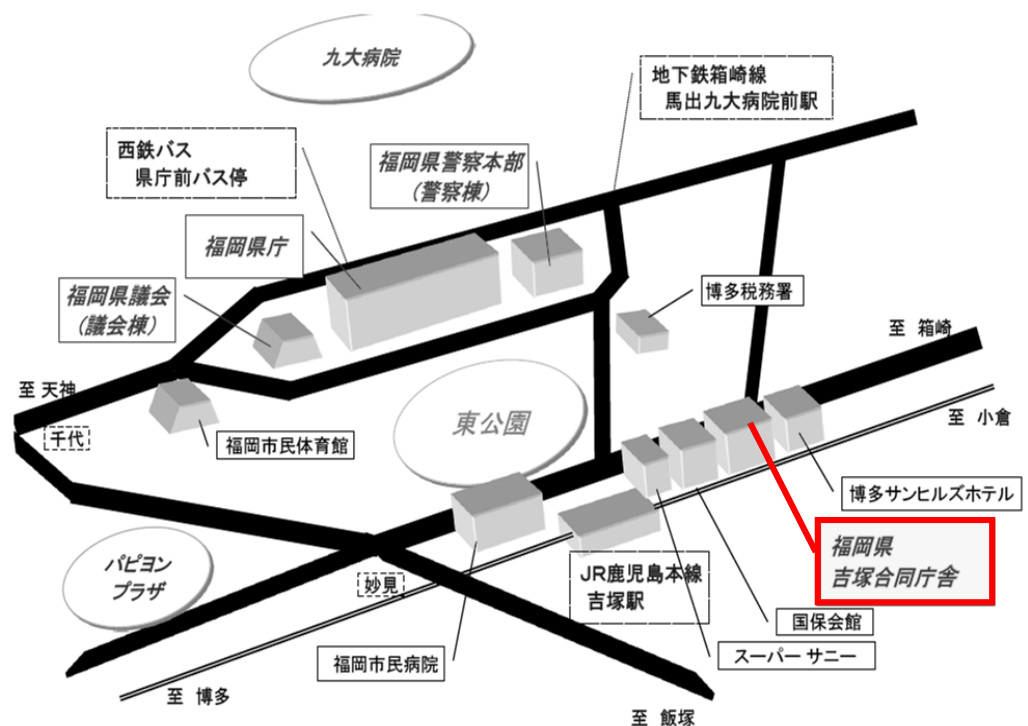 九大病院
地下鉄箱崎線
馬出九大病院前駅
西鉄バス
県庁前バス停
福岡県警察本部
(警察棟)
福岡県庁
福岡県議会
(議会棟)
博多税務署
至 箱崎
至 天神
千代
福岡市民体育館
東公園
至 小倉
博多サンヒルズホテル
福岡県
吉塚合同庁舎
パピヨン
プラザ
妙見
JR鹿児島本線
吉塚駅
国保会館
スーパー サニー
福岡市民病院
至 博多
至 飯塚